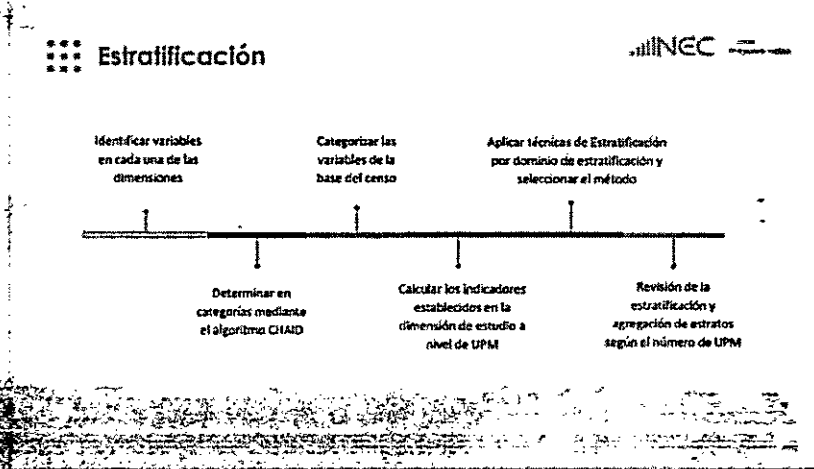 Estratificación
INEC
Identificar variables
en cada una de las
dimensiones
Categorizar las
variables de la
base del censo
Aplicar técnicas de Estratificación
por dominio de estratificación y
seleccionar el método
Determinar en
categorías mediante
el algoritmo CHAID
Calcular los indicadores
establecidos en la
dimensión de estudio a
nivel de UPM
Revisión de la
estratificación y
agregación de estratos
según el número de UPM